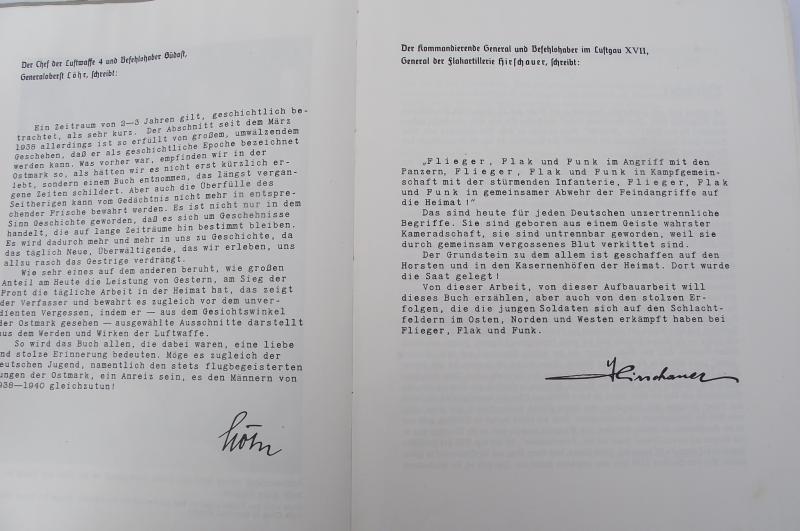 Der Chef der Luftwaffe 4 und Befehlshaber Südost,
Generaloberst Löhr, schreibt:
Ein Zeitraum von 2—3 Jahren gilt, geschichtlich be-
trachtet, als sehr kurz. Der Abschnitt seit dem März
1938 allerdings ist so erfüllt von großem, umwälzendem
Geschehen, daß er als geschichtliche Epoche bezeichnet
werden kann. Was vorher war, empfinden wir in der
Ostmark so, als hätten wir es nicht erst kürzlich er-
lebt, sondern einem Buch entnommen, das längst vergan-
gene Zeiten schildert. Aber auch die Überfülle des
Seitherigen kann vom Gedächtnis nicht mehr in entspre-
chender Frische bewahrt werden. Es ist nicht nur in dem
Sinn Geschichte geworden, daß es sich um Geschehnisse
handelt, die auf lange Zeiträume hin bestimmt bleiben.
Es wird dadurch mehr und mehr in uns zu Geschichte, da
das täglich Neue, Überwältigende, das wir erleben, uns
allzu rasch das Gestrige verdrängt.
Wie sehr eines auf dem anderen beruht, wie großen
Anteil am Heute die Leistung von Gestern, am Sieg der
Front die tägliche Arbeit in der Heimat hat, das zeigt
der Verfasser und bewahrt es zugleich vor dem unver-
dienten Vergessen, indem er — aus dem Gesichtswinkel
der Ostmark gesehen — ausgewählte Ausschnitte darstellt
aus dem Werden und Wirken der Luftwaffe.
So wird das Buch allen, die dabei waren, eine liebe
und stolze Erinnerung bedeuten. Möge es zugleich der
deutschen Jugend, namentlich den stets flugbegeisterten
Jungen der Ostmark, ein Anreiz sein, es den Männern von
1938—1940 gleichzutun!
Löhr
Der Kommandierende General und Befehlshaber im Luftgau XVII,
General der Flakartillerie Hirschauer, schreibt:
„Flieger, Flak und Funk im Angriff mit den
Panzern, Flieger, Flak und Funk in Kampfgemein-
schaft mit der stürmenden Infanterie, Flieger, Flak
und Funk in gemeinsamer Abwehr der Feindangriffe auf
die Heimat!"
Das sind heute für jeden Deutschen unzertrennliche
Begriffe. Sie sind geboren aus einem Geiste wahrster
Kameradschaft, sie sind untrennbar geworden, weil sie
durch gemeinsam vergossenes Blut verkittet sind.
Der Grundstein zu dem allem ist geschaffen auf den
Horsten und in den Kasernenhöfen der Heimat. Dort wurde
die Saat gelegt!
Von dieser Arbeit, von dieser Aufbauarbeit will
dieses Buch erzählen, aber auch von den stolzen Er-
folgen, die die jungen Soldaten sich auf den Schlacht-
feldern im Osten, Norden und Westen erkämpft haben bei
Flieger, Flak und Funk.
Hirschauer